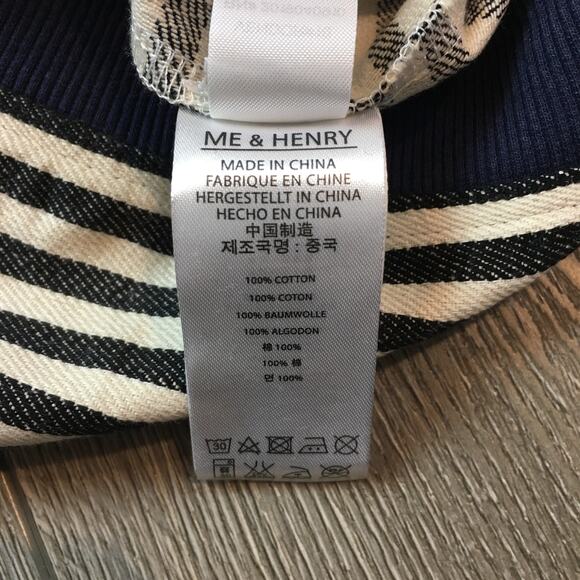 ME & HENRY
MADE IN CHINA
FABRIQUE EN CHINE
HERGESTELLT IN CHINA
HECHO EN CHINA
中国制造
제조국명 : 중국
100% COTTON
100% COTON
100% BAUMWOLLE
100% ALGODON
棉 100%
100% 棉
면 100%
30